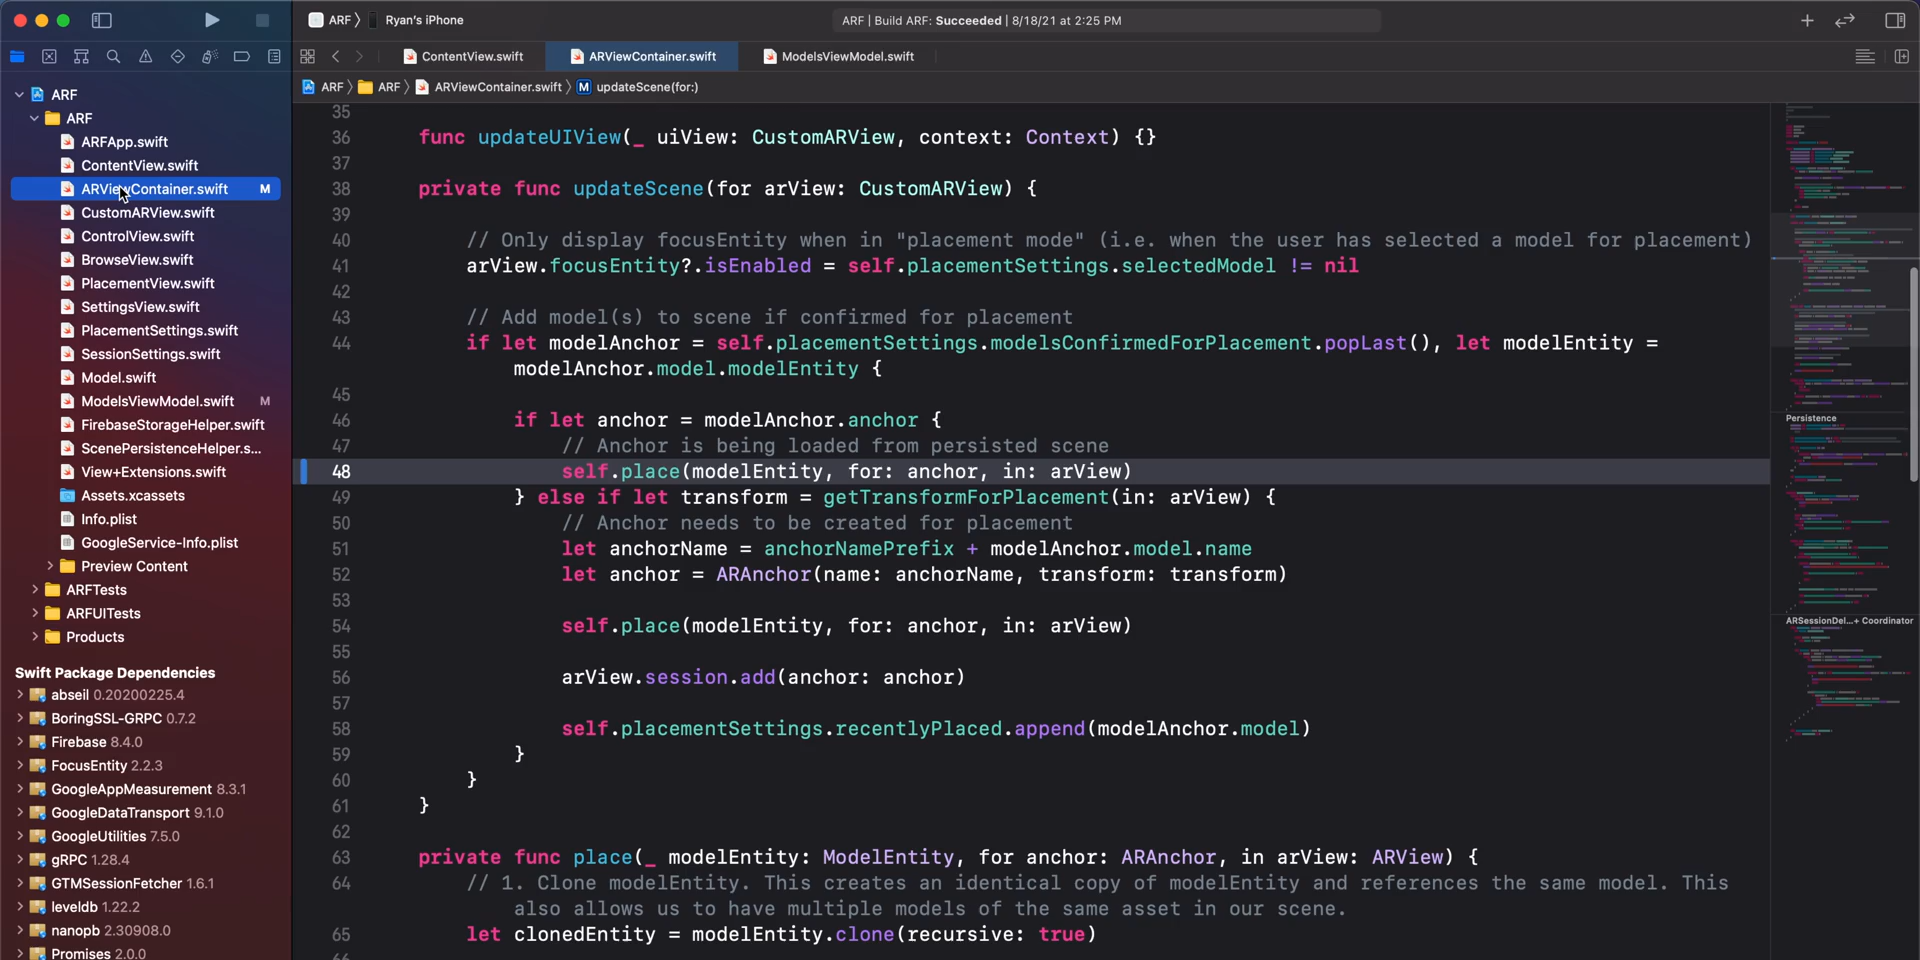 ARF 〉 Ryan's iPhone
ARF | Build ARF: Succeeded | 8/18/21 at 2:25 PM
ContentView.swift
ARViewContainer.swift
ModelsViewModel.swift
ARF 〉 ARF 〉 ARViewContainer.swift 〉 M updateScene(for:)
ARF
ARF
ARFApp.swift
ContentView.swift
ARViewContainer.swift M
CustomARView.swift
ControlView.swift
BrowseView.swift
PlacementView.swift
SettingsView.swift
PlacementSettings.swift
SessionSettings.swift
Model.swift
ModelsViewModel.swift M
FirebaseStorageHelper.swift
ScenePersistenceHelper.s...
View+Extensions.swift
Assets.xcassets
Info.plist
GoogleService-Info.plist
Preview Content
ARFTests
ARFUITests
Products
Swift Package Dependencies
abseil 0.20200225.4
BoringSSL-GRPC 0.7.2
Firebase 8.4.0
FocusEntity 2.2.3
GoogleAppMeasurement 8.3.1
GoogleDataTransport 9.1.0
GoogleUtilities 7.5.0
gRPC 1.28.4
GTMSessionFetcher 1.6.1
leveldb 1.22.2
nanopb 2.30908.0
Promises 2.0.0
35
36 func updateUIView(_ uiView: CustomARView, context: Context) {}
37
38 private func updateScene(for arView: CustomARView) {
39
40 // Only display focusEntity when in "placement mode" (i.e. when the user has selected a model for placement)
41 arView.focusEntity?.isEnabled = self.placementSettings.selectedModel != nil
42
43 // Add model(s) to scene if confirmed for placement
44 if let modelAnchor = self.placementSettings.modelsConfirmedForPlacement.popLast(), let modelEntity =
modelAnchor.model.modelEntity {
45
46 if let anchor = modelAnchor.anchor {
47 // Anchor is being loaded from persisted scene
48 self.place(modelEntity, for: anchor, in: arView)
49 } else if let transform = getTransformForPlacement(in: arView) {
50 // Anchor needs to be created for placement
51 let anchorName = anchorNamePrefix + modelAnchor.model.name
52 let anchor = ARAnchor(name: anchorName, transform: transform)
53
54 self.place(modelEntity, for: anchor, in: arView)
55
56 arView.session.add(anchor: anchor)
57
58 self.placementSettings.recentlyPlaced.append(modelAnchor.model)
59 }
60 }
61 }
62
63 private func place(_ modelEntity: ModelEntity, for anchor: ARAnchor, in arView: ARView) {
64 // 1. Clone modelEntity. This creates an identical copy of modelEntity and references the same model. This
also allows us to have multiple models of the same asset in our scene.
65 let clonedEntity = modelEntity.clone(recursive: true)
Persistence
ARSessionDel...+ Coordinator